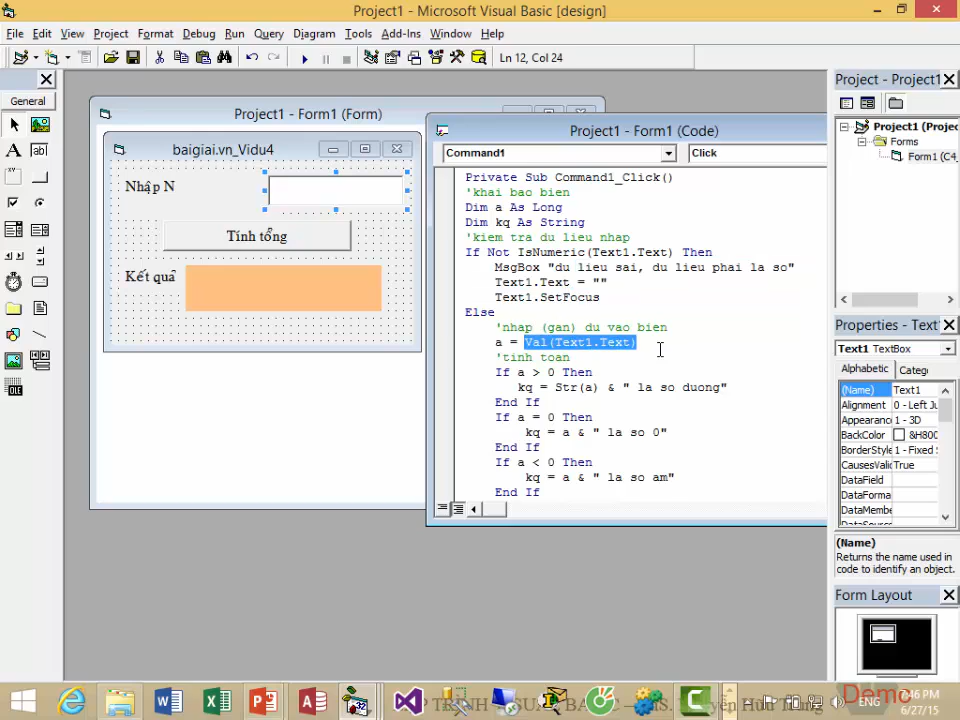 Project1 - Microsoft Visual Basic [design]
File Edit View Project Format Debug Run Query Diagram Tools Add-Ins Window Help
Ln 12, Col 24
General
Project1 - Form1 (Form)
baigiai.vn_Vidu4
Nhập N
Tính tổng
Kết quả
Project1 - Form1 (Code)
Command1
Click
Private Sub Command1_Click()
'khai bao bien
Dim a As Long
Dim kq As String
'kiem tra du lieu nhap
If Not IsNumeric(Text1.Text) Then
MsgBox "du lieu sai, du lieu phai la so"
Text1.Text = ""
Text1.SetFocus
Else
'nhap (gan) du vao bien
a = Val(Text1.Text)
'tinh toan
If a > 0 Then
kq = Str(a) & " la so duong"
End If
If a = 0 Then
kq = a & " la so 0"
End If
If a < 0 Then
kq = a & " la so am"
End If
Project - Project1
Project1 (Projec
Forms
Form1 (C4_
Properties - Text1
Text1 TextBox
Alphabetic
Categ
(Name) Text1
Alignment 0 - Left Ju
Appearance 1 - 3D
BackColor &H800
BorderStyle 1 - Fixed S
CausesValid True
DataField
DataForma
DataMembe
DataSource
(Name)
Returns the name used in
code to identify an object.
Form Layout
OLE
Demo
ENG
6/27/15